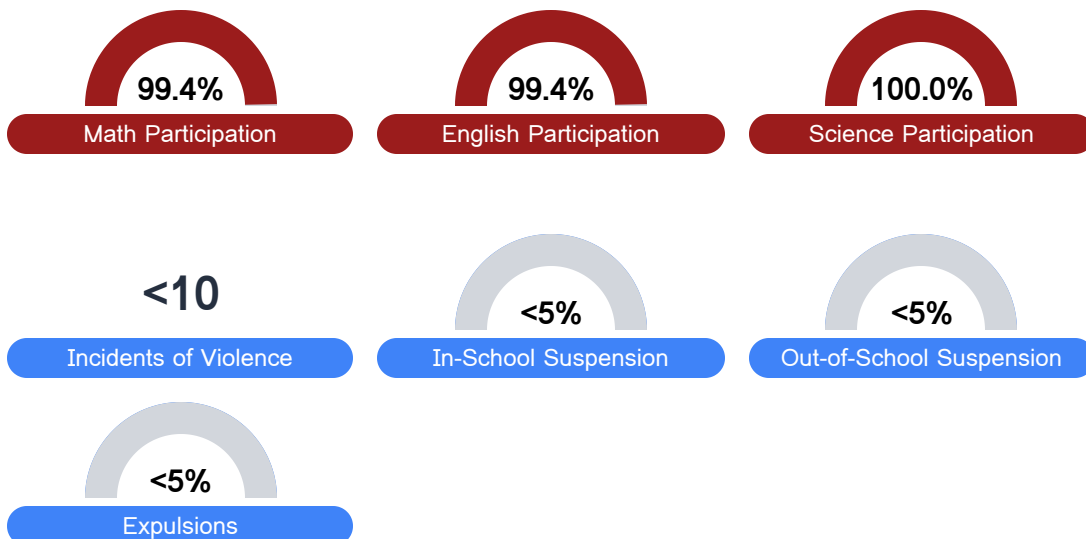 99.4%
Math Participation
99.4%
English Participation
100.0%
Science Participation
<10
Incidents of Violence
<5%
In-School Suspension
<5%
Out-of-School Suspension
<5%
Expulsions